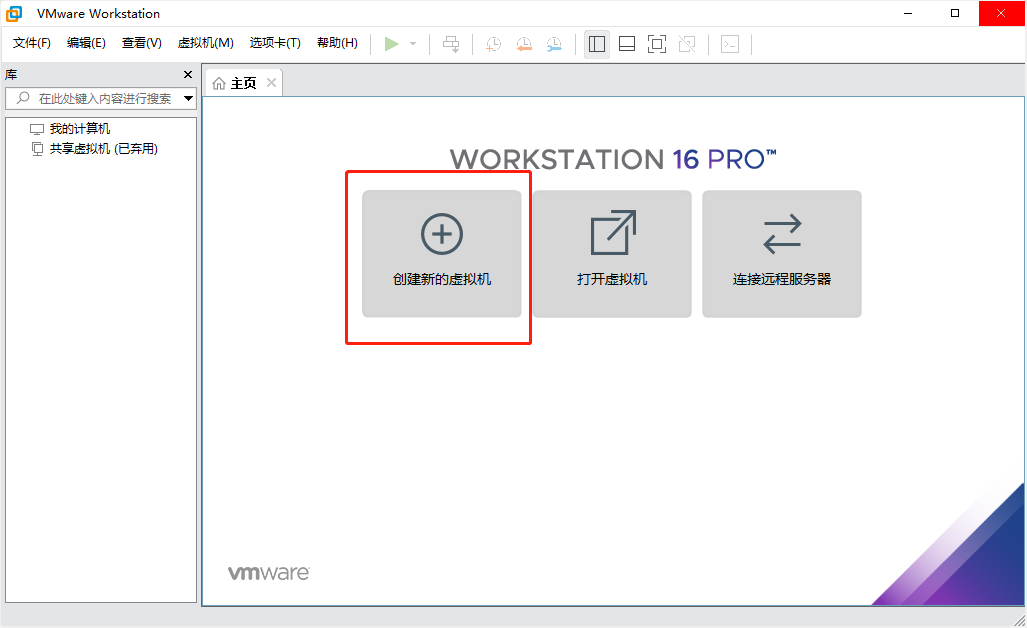 VMware Workstation
文件(F) 编辑(E) 查看(V) 虚拟机(M) 选项卡(T) 帮助(H)
库
在此处键入内容进行搜索
我的计算机
共享虚拟机 (已弃用)
主页
WORKSTATION 16 PRO™
创建新的虚拟机
打开虚拟机
连接远程服务器
vmware